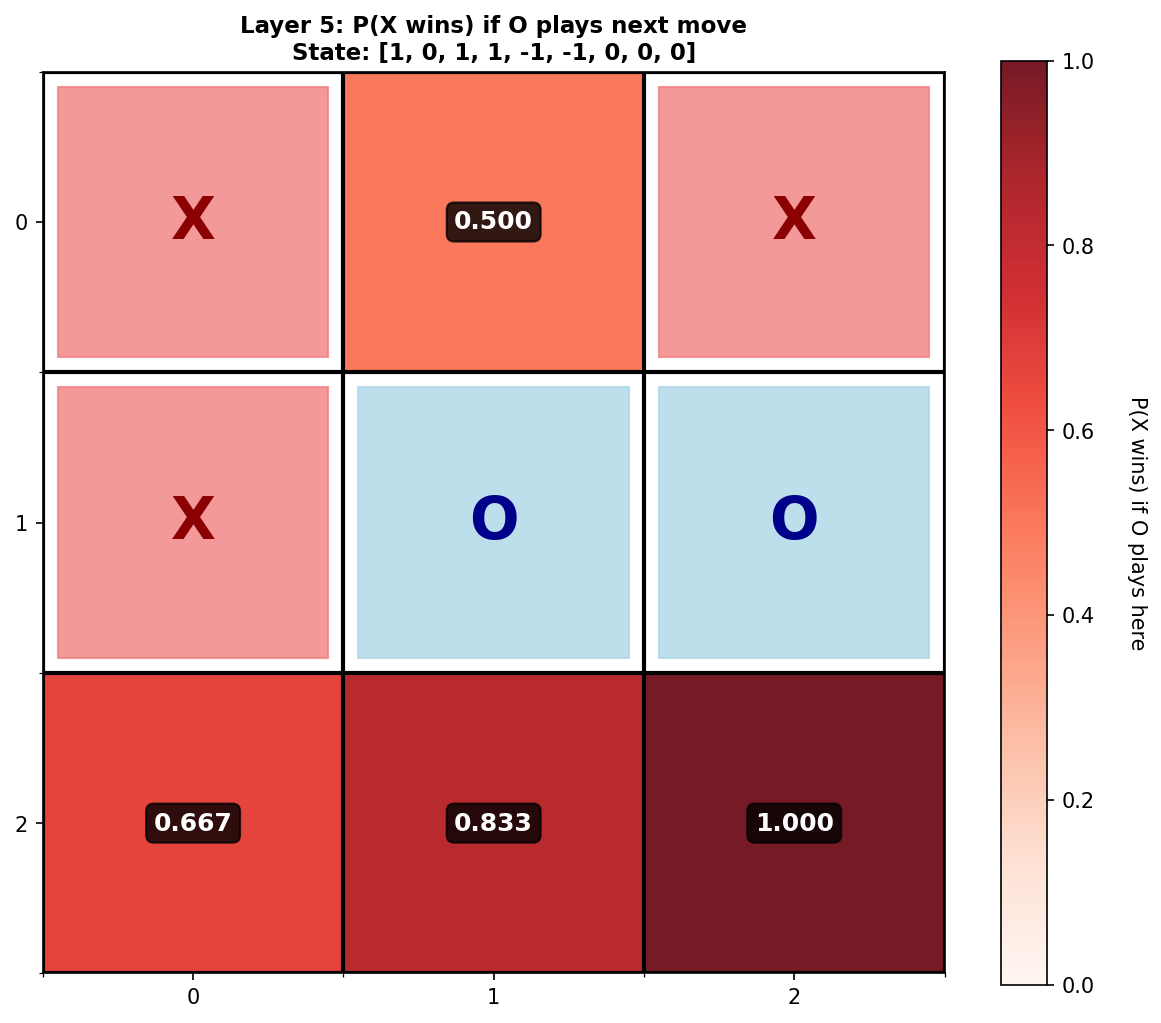 Layer 5: P(X wins) if O plays next move
State: [1, 0, 1, 1, -1, -1, 0, 0, 0]
X
0.500
X
X
O
O
0.667
0.833
1.000
0
1
2
0
1
2
1.0
0.8
0.6
0.4
0.2
0.0
P(X wins) if O plays here